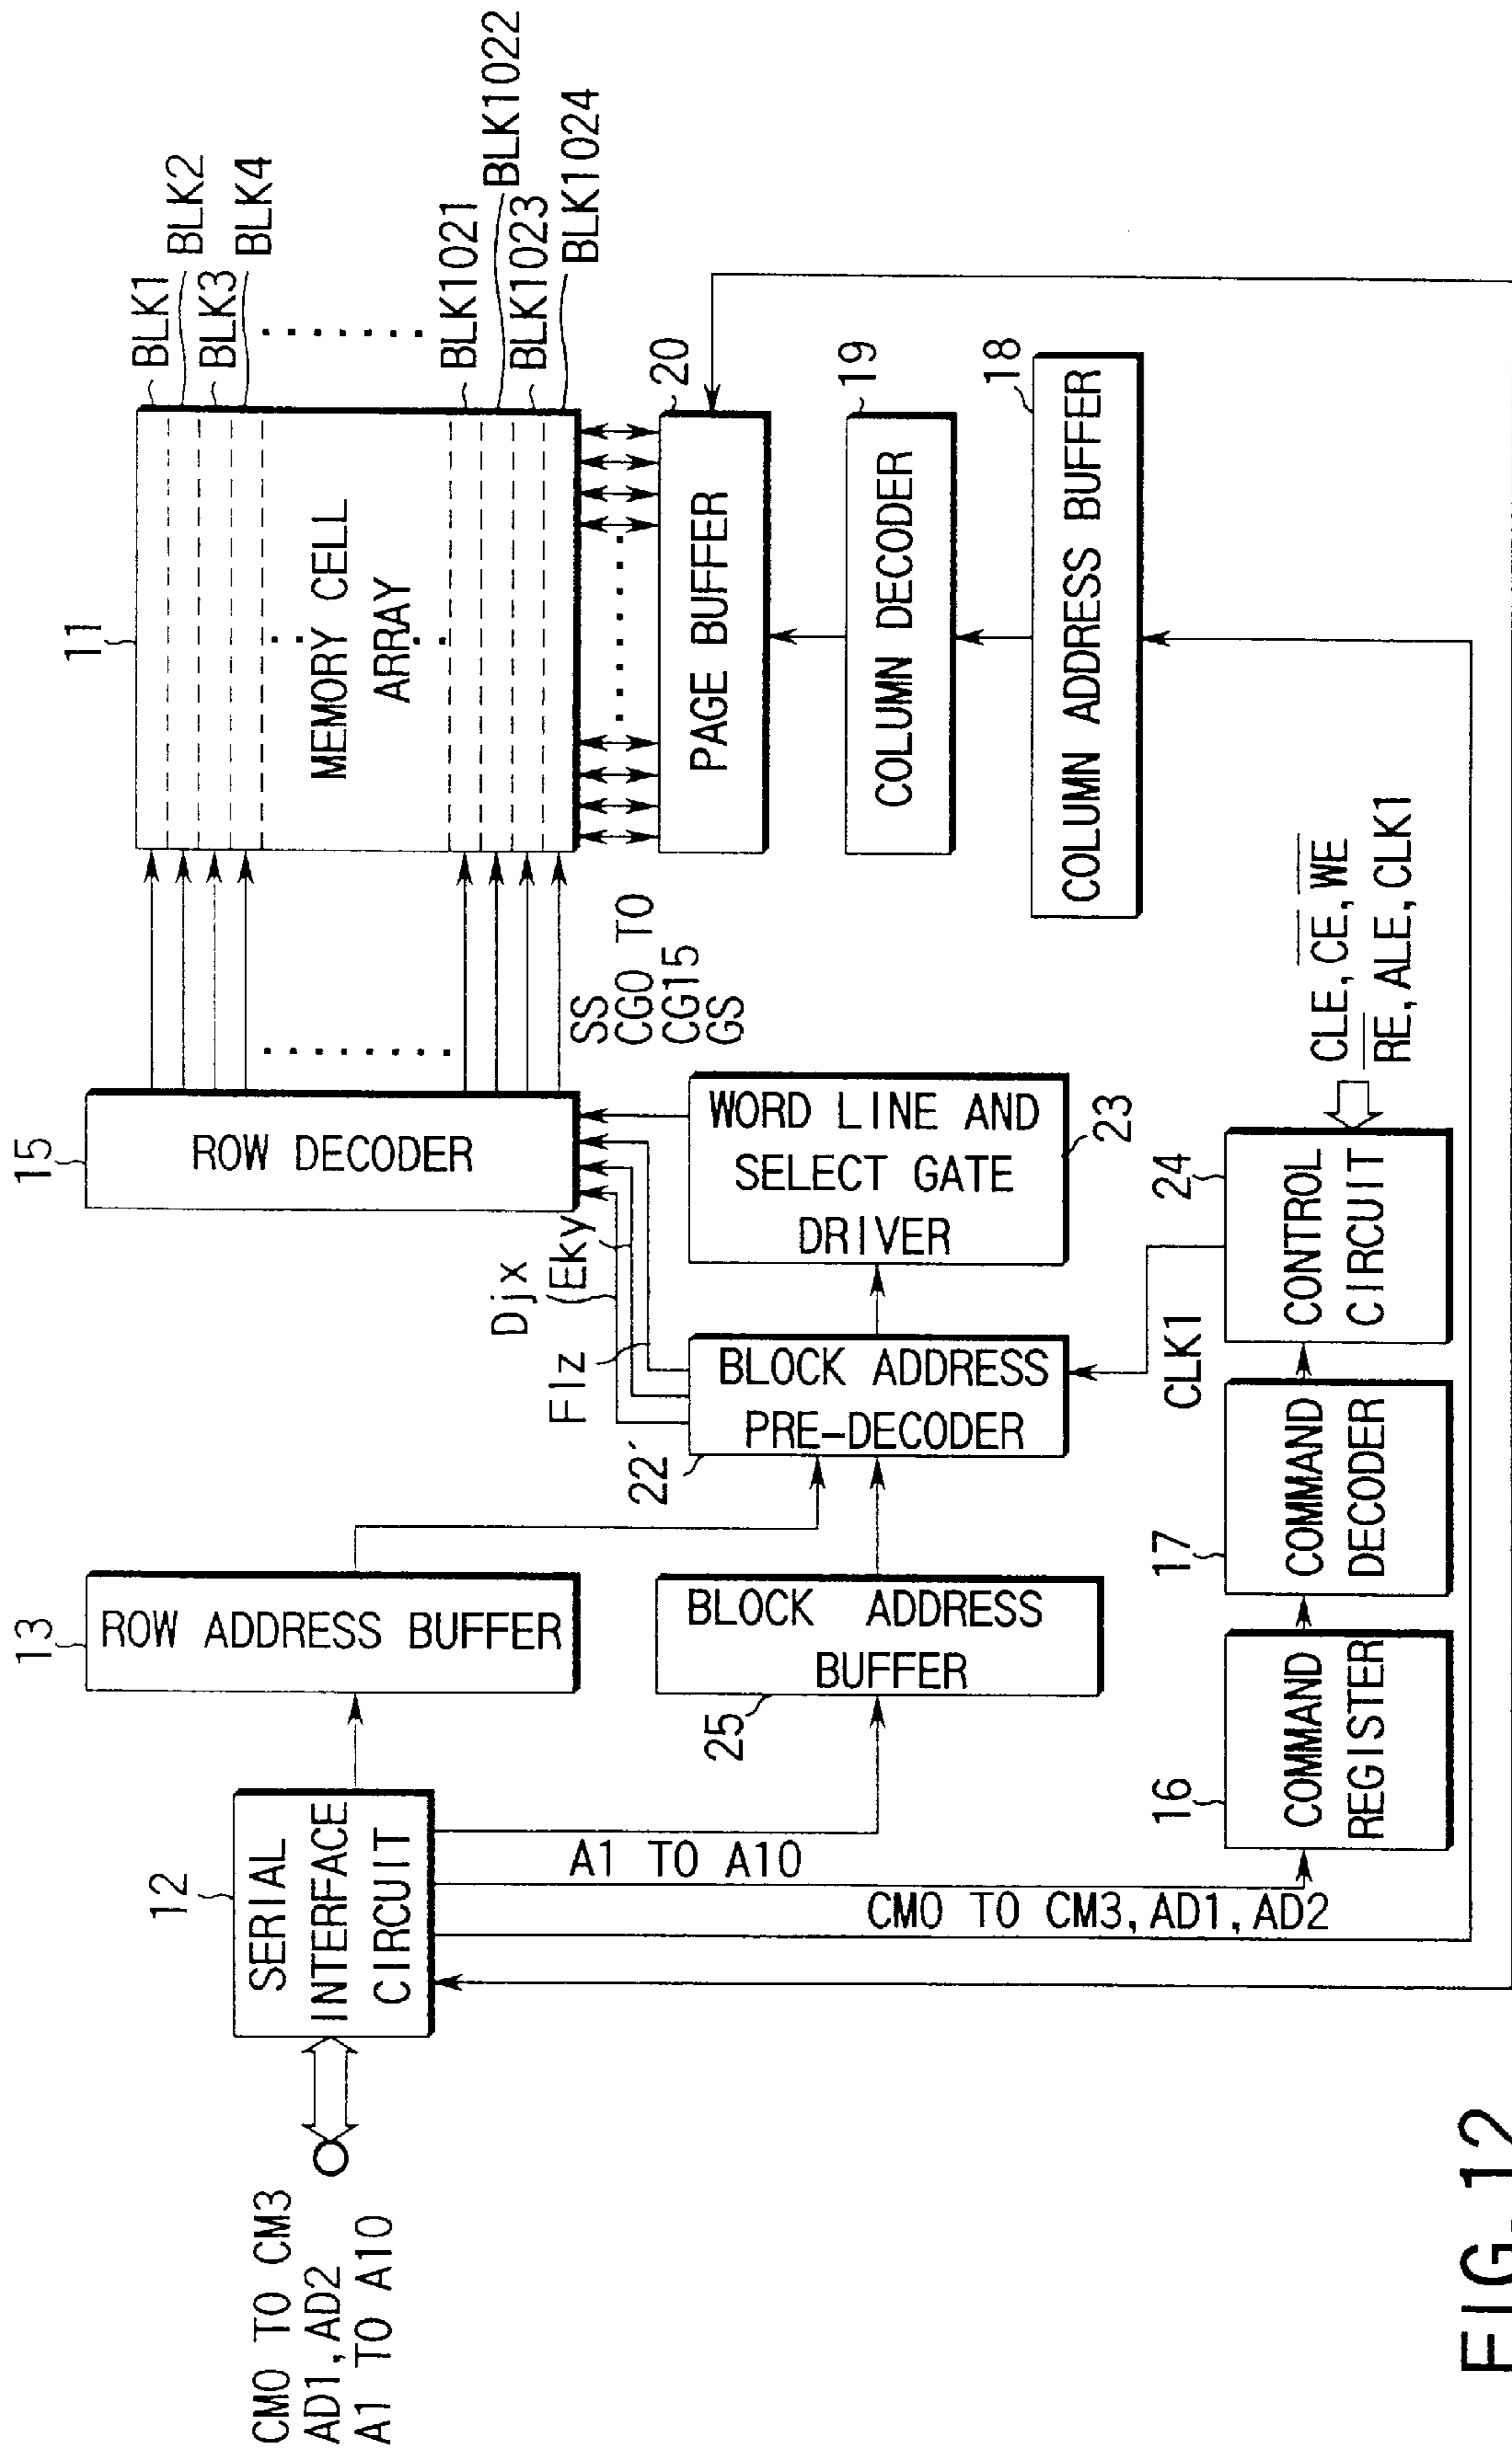 CM0 TO CM3
AD1, AD2
A1 TO A10
12
SERIAL
INTERFACE
CIRCUIT
13
ROW ADDRESS BUFFER
25
BLOCK ADDRESS
BUFFER
A1 TO A10
CM0 TO CM3, AD1, AD2
16
COMMAND
REGISTER
17
COMMAND
DECODER
24
CONTROL
CIRCUIT
CLK1
CLE, CE, WE
RE, ALE, CLK1
22'
BLOCK ADDRESS
PRE-DECODER
Flz
Djx
(Eky
23
WORD LINE AND
SELECT GATE
DRIVER
15
ROW DECODER
SS
CG0 TO
CG15
GS
11
MEMORY CELL
ARRAY
BLK1
BLK2
BLK3
BLK4
BLK1021
BLK1022
BLK1023
BLK1024
20
PAGE BUFFER
19
COLUMN DECODER
18
COLUMN ADDRESS BUFFER
FIG. 12